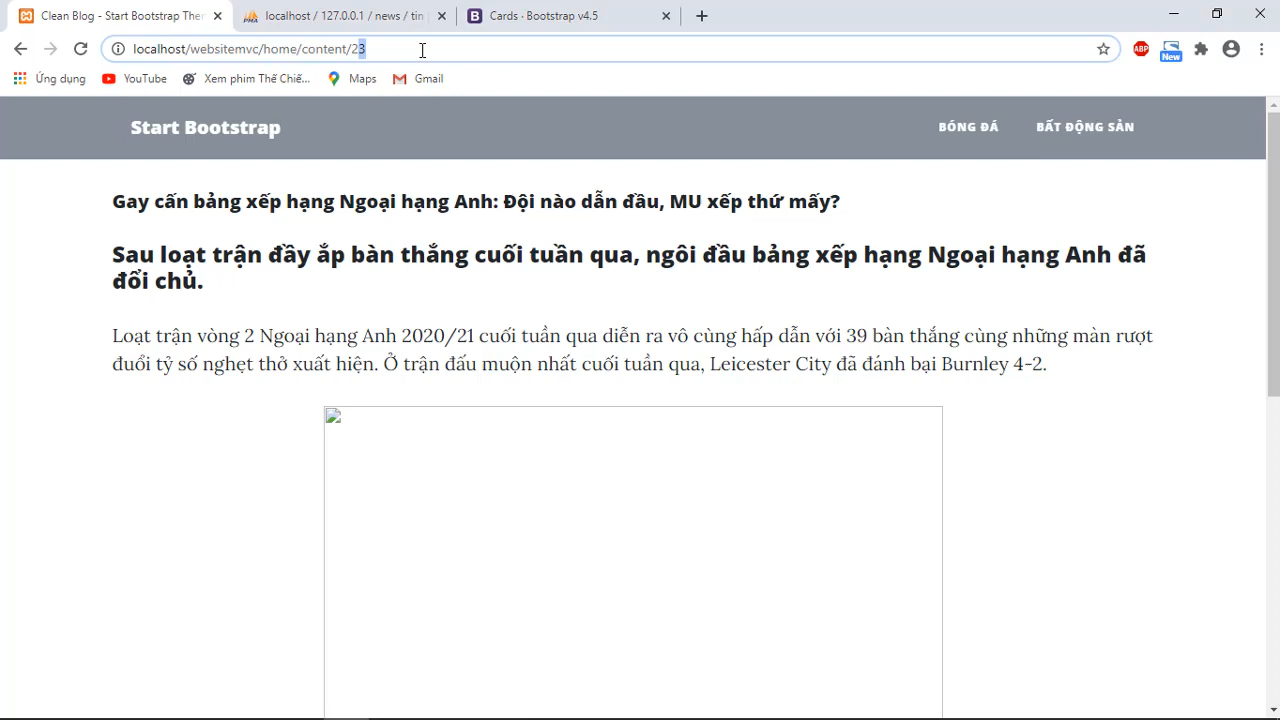 Clean Blog - Start Bootstrap Ther
localhost / 127.0.0.1 / news / tin
Cards · Bootstrap v4.5
localhost/websitemvc/home/content/23
ABP
New
Ứng dụng
YouTube
Xem phim Thế Chiế...
Maps
Gmail
Start Bootstrap
BÓNG ĐÁ
BẤT ĐỘNG SẢN
Gay cấn bảng xếp hạng Ngoại hạng Anh: Đội nào dẫn đầu, MU xếp thứ mấy?
Sau loạt trận đầy ắp bàn thắng cuối tuần qua, ngôi đầu bảng xếp hạng Ngoại hạng Anh đã
đổi chủ.
Loạt trận vòng 2 Ngoại hạng Anh 2020/21 cuối tuần qua diễn ra vô cùng hấp dẫn với 39 bàn thắng cùng những màn rượt
đuổi tỷ số nghẹt thở xuất hiện. Ở trận đấu muộn nhất cuối tuần qua, Leicester City đã đánh bại Burnley 4-2.